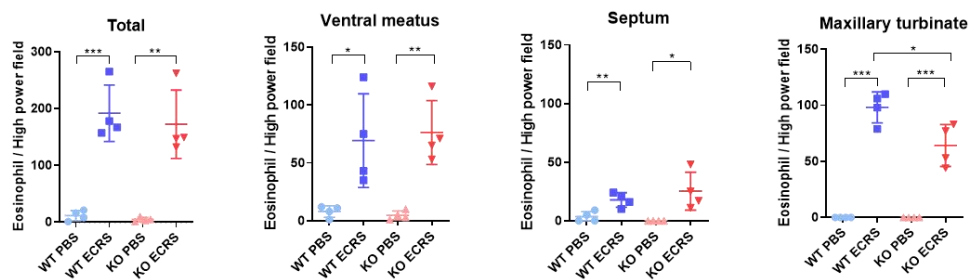 Total
Eosinophil / High power field
300
200
100
0
***
**
WT PBS
WT ECRS
KO PBS
KO ECRS
Ventral meatus
Eosinophil / High power field
150
100
50
0
*
**
WT PBS
WT ECRS
KO PBS
KO ECRS
Septum
Eosinophil / High power field
150
100
50
0
**
*
WT PBS
WT ECRS
KO PBS
KO ECRS
Maxillary turbinate
Eosinophil / High power field
150
100
50
0
*
***
***
WT PBS
WT ECRS
KO PBS
KO ECRS